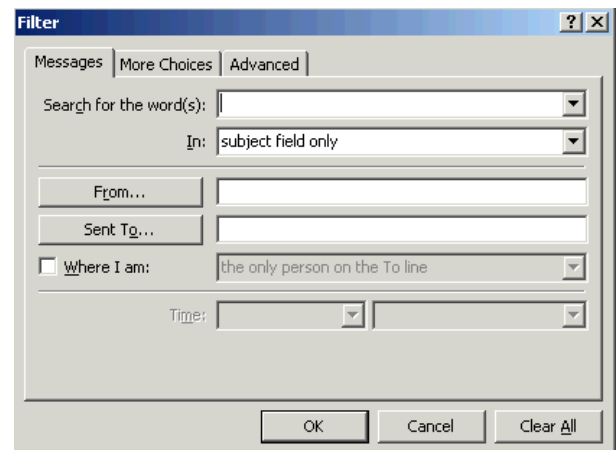 Filter
Messages More Choices Advanced
Search for the word(s):
In: subject field only
From...
Sent To...
Where I am: the only person on the To line
Time:
OK Cancel Clear All